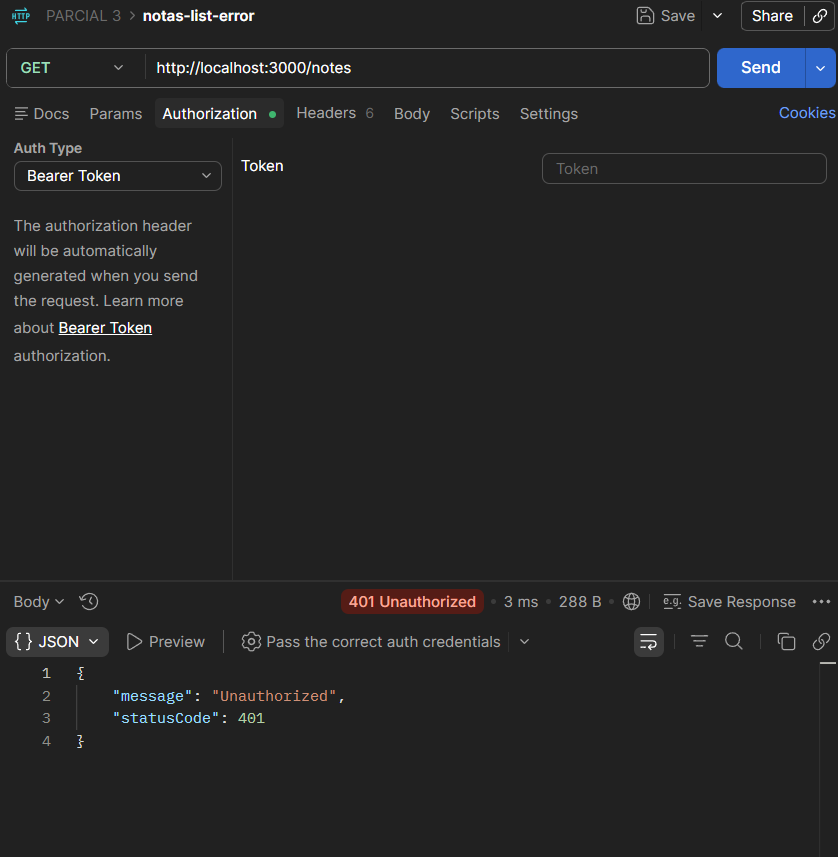 HTTP PARCIAL 3 > notas-list-error Save Share
GET http://localhost:3000/notes Send
Docs Params Authorization Headers 6 Body Scripts Settings Cookies
Auth Type
Bearer Token
Token
Token
The authorization header
will be automatically
generated when you send
the request. Learn more
about Bearer Token
authorization.
Body 401 Unauthorized • 3 ms • 288 B • e.g. Save Response
{} JSON Preview Pass the correct auth credentials
1 {
2 "message": "Unauthorized",
3 "statusCode": 401
4 }